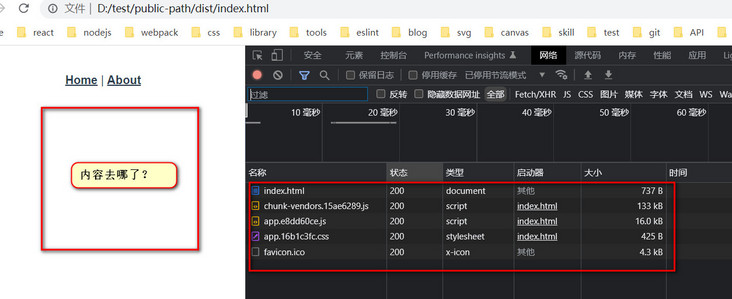 文件 | D:/test/public-path/dist/index.html
览 react nodejs webpack css library tools eslint blog svg canvas skill test git API
安全 元素 控制台 Performance insights 网络 源代码 内存 性能 应用
保留日志 停用缓存 已停用节流模式
过滤 反转 隐藏数据网址 全部 Fetch/XHR JS CSS 图片 媒体 字体 文档 WS Wa
10 毫秒 20 毫秒 30 毫秒 40 毫秒 50 毫秒 60 毫秒
Home | About
内容去哪了？
名称 状态 类型 启动器 大小 时间
index.html 200 document 其他 737 B
chunk-vendors.15ae6289.js 200 script index.html 133 kB
app.e8dd60ce.js 200 script index.html 16.0 kB
app.16b1c3fc.css 200 stylesheet index.html 425 B
favicon.ico 200 x-icon 其他 4.3 kB